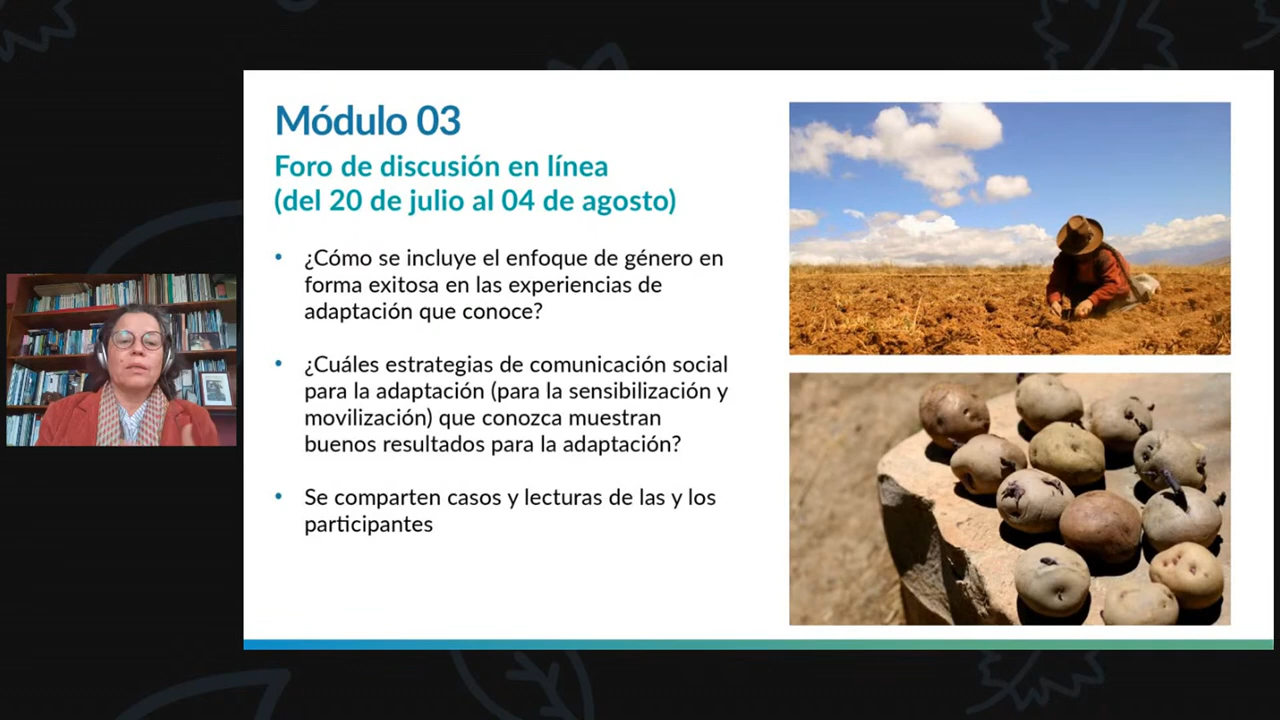 Módulo 03
Foro de discusión en línea
(del 20 de julio al 04 de agosto)
• ¿Cómo se incluye el enfoque de género en
forma exitosa en las experiencias de
adaptación que conoce?
• ¿Cuáles estrategias de comunicación social
para la adaptación (para la sensibilización y
movilización) que conozca muestran
buenos resultados para la adaptación?
• Se comparten casos y lecturas de las y los
participantes